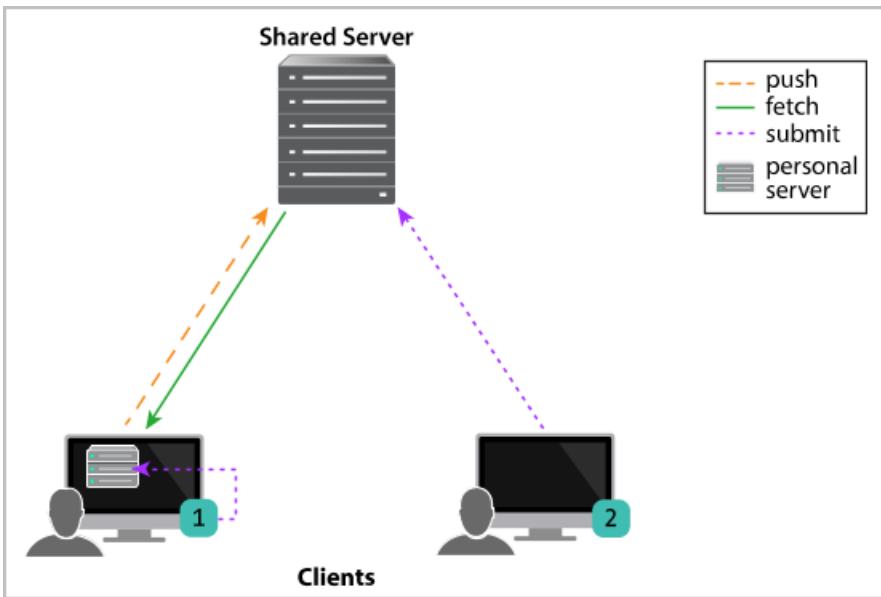 Shared Server
push
fetch
submit
personal
server
1
2
Clients